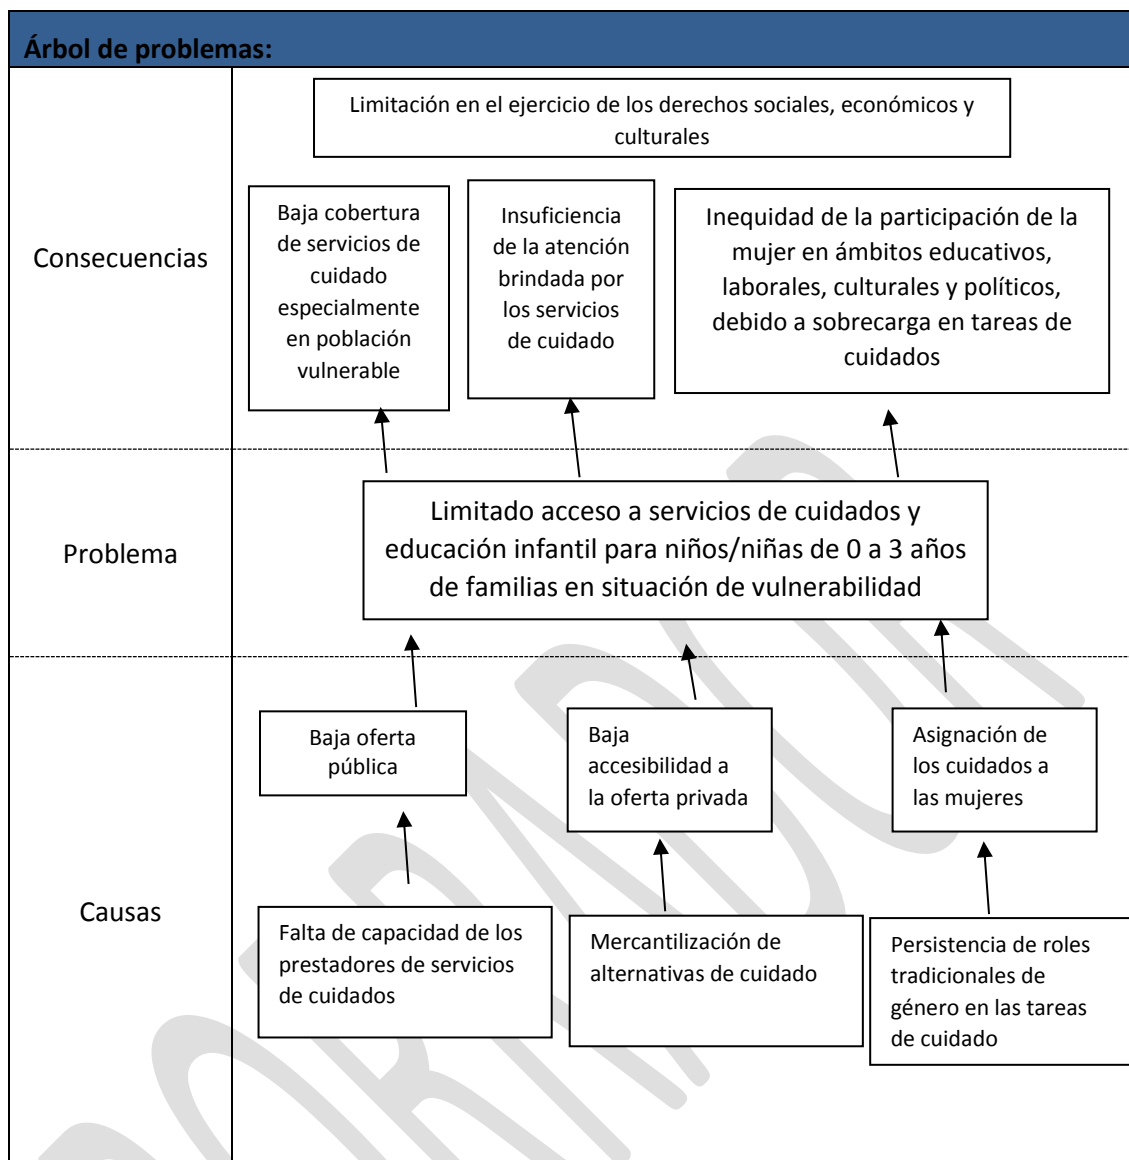 Árbol de problemas:
Limitación en el ejercicio de los derechos sociales, económicos y
culturales
Consecuencias
Baja cobertura
de servicios de
cuidado
especialmente
en población
vulnerable
Insuficiencia
de la atención
brindada por
los servicios
de cuidado
Inequidad de la participación de la
mujer en ámbitos educativos,
laborales, culturales y políticos,
debido a sobrecarga en tareas de
cuidados
Problema
Limitado acceso a servicios de cuidados y
educación infantil para niños/niñas de 0 a 3 años
de familias en situación de vulnerabilidad
Causas
Baja oferta
pública
Baja
accesibilidad a
la oferta privada
Asignación de
los cuidados a
las mujeres
Falta de capacidad de los
prestadores de servicios
de cuidados
Mercantilización de
alternativas de cuidado
Persistencia de roles
tradicionales de
género en las tareas
de cuidado